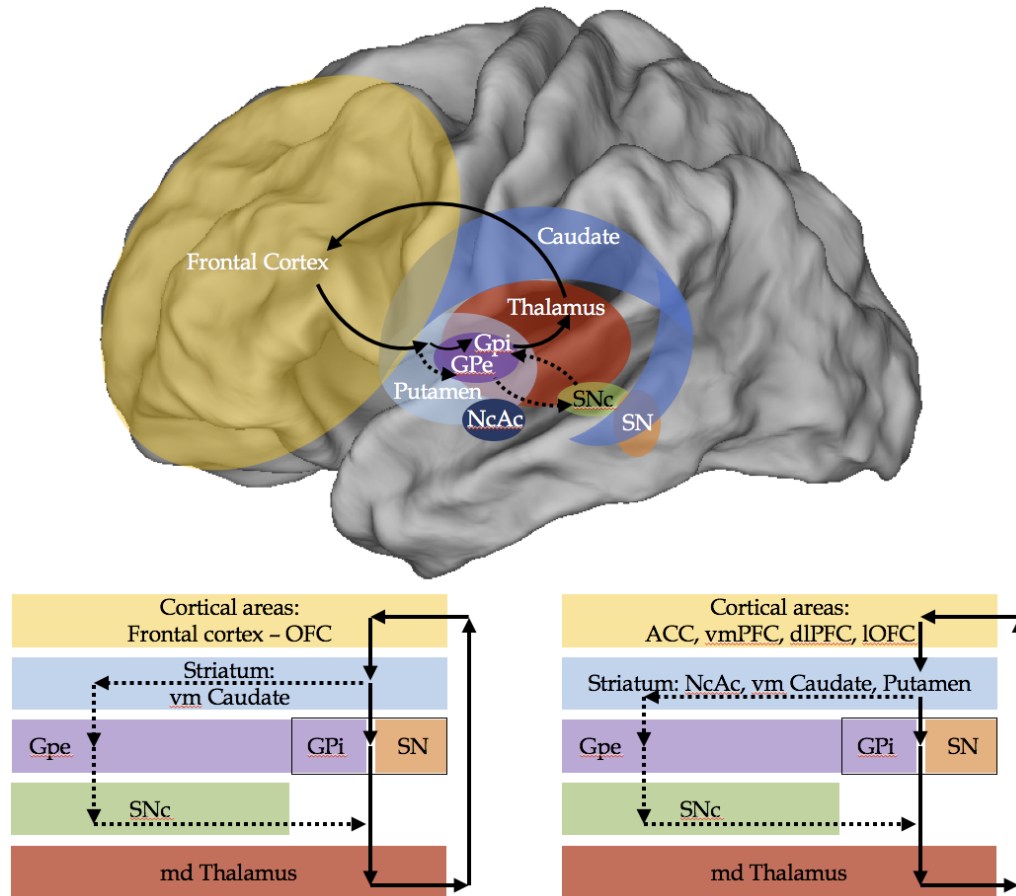 Caudate
Frontal Cortex
Thalamus
Gpi
GPe
Putamen
SNc
NcAc
SN
Cortical areas:
Frontal cortex – OFC
Striatum:
vm Caudate
Gpe
GPi
SN
SNc
md Thalamus
Cortical areas:
ACC, vmPFC, dlPFC, lOFC
Striatum: NcAc, vm Caudate, Putamen
Gpe
GPi
SN
SNc
md Thalamus